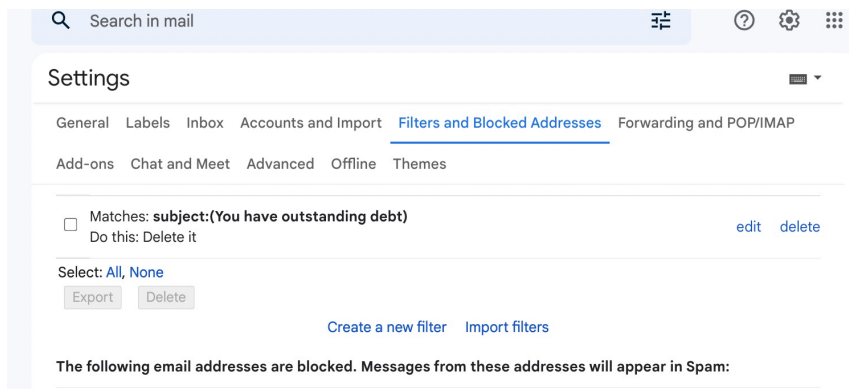 Search in mail
Settings
General Labels Inbox Accounts and Import Filters and Blocked Addresses Forwarding and POP/IMAP
Add-ons Chat and Meet Advanced Offline Themes
Matches: subject:(You have outstanding debt)
Do this: Delete it
edit delete
Select: All, None
Export Delete
Create a new filter Import filters
The following email addresses are blocked. Messages from these addresses will appear in Spam: